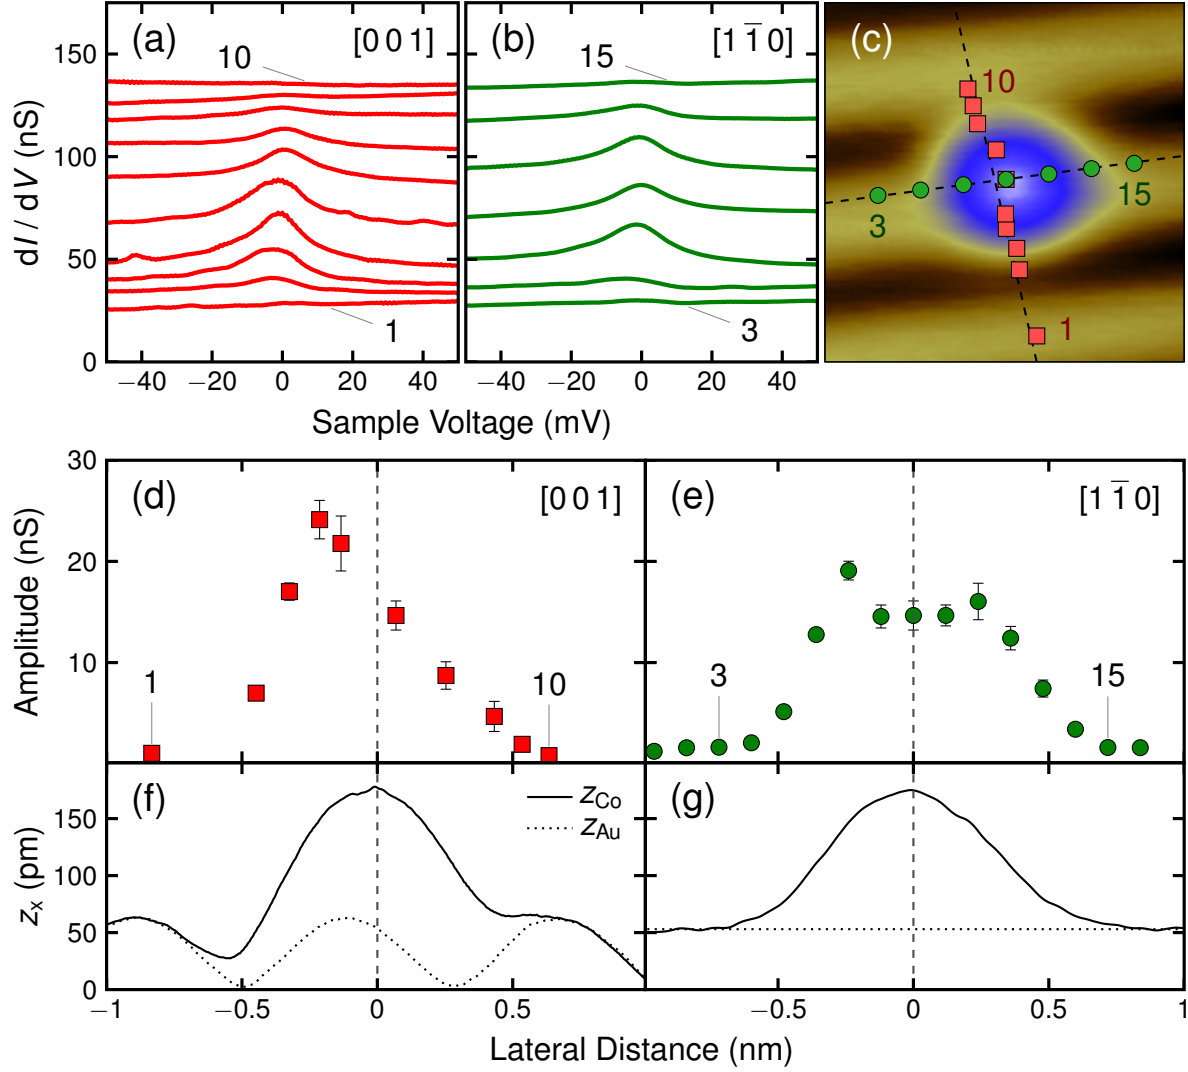 (a)
[0 0 1]
10
1
(b)
[1 1̅ 0]
15
3
(c)
10
3
15
1
150
100
50
0
dI / dV (nS)
−40 −20 0 20 40
−40 −20 0 20 40
Sample Voltage (mV)
(d)
[0 0 1]
1
10
(e)
[1 1̅ 0]
3
15
30
20
10
Amplitude (nS)
(f)
z_Co
z_Au
(g)
150
100
50
0
z_x (pm)
−1 −0.5 0 0.5
−0.5 0 0.5 1
Lateral Distance (nm)